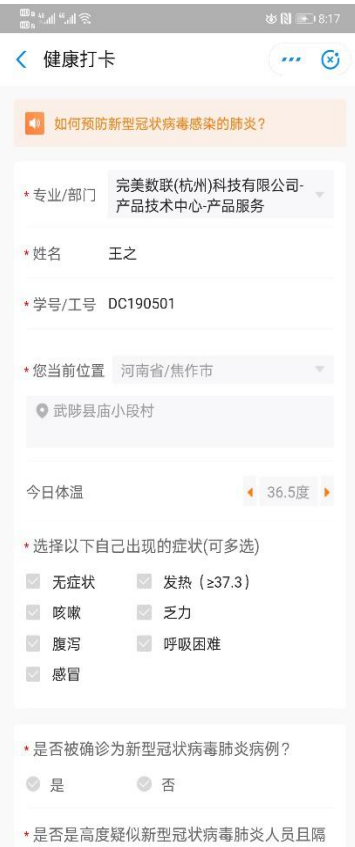 8:17
健康打卡
如何预防新型冠状病毒感染的肺炎?
*专业/部门 完美数联(杭州)科技有限公司-
产品技术中心-产品服务
*姓名 王之
*学号/工号 DC190501
*您当前位置 河南省/焦作市
武陟县庙小段村
今日体温 36.5度
*选择以下自己出现的症状(可多选)
无症状 发热(≥37.3)
咳嗽 乏力
腹泻 呼吸困难
感冒
*是否被确诊为新型冠状病毒肺炎病例?
是 否
*是否是高度疑似新型冠状病毒肺炎人员且隔